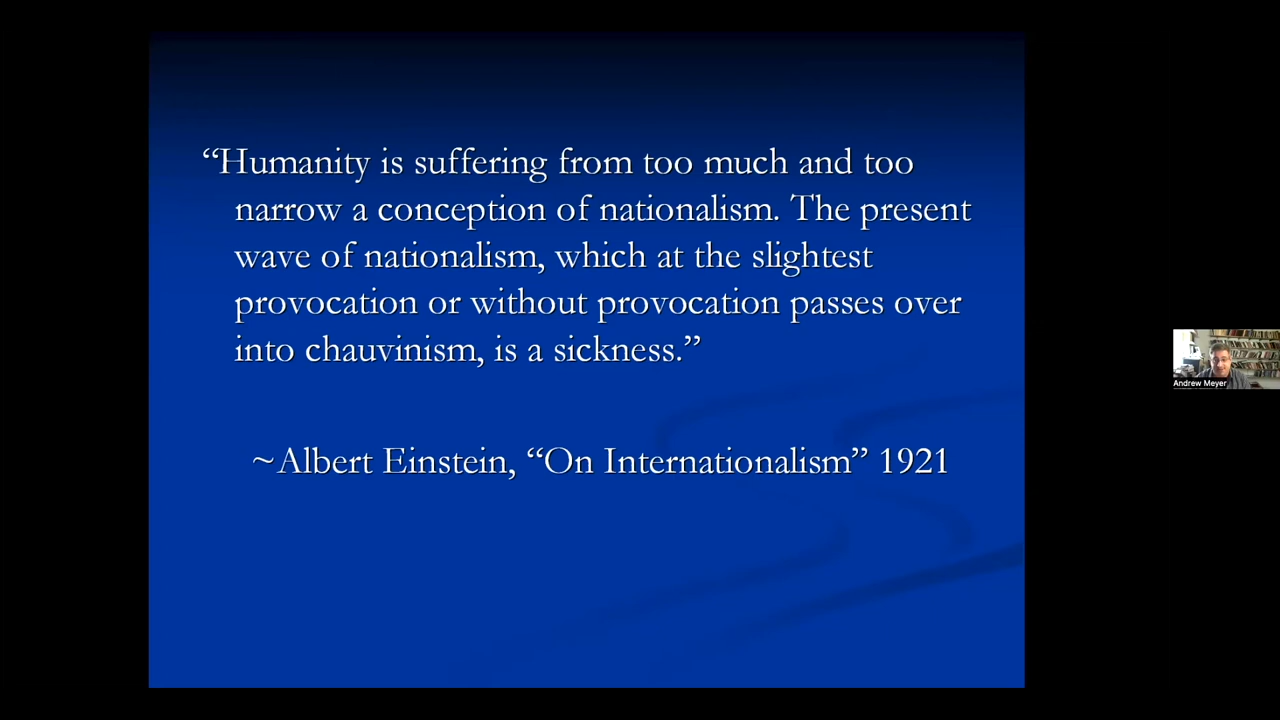 “Humanity is suffering from too much and too
narrow a conception of nationalism. The present
wave of nationalism, which at the slightest
provocation or without provocation passes over
into chauvinism, is a sickness.”
~Albert Einstein, “On Internationalism” 1921
Andrew Meyer